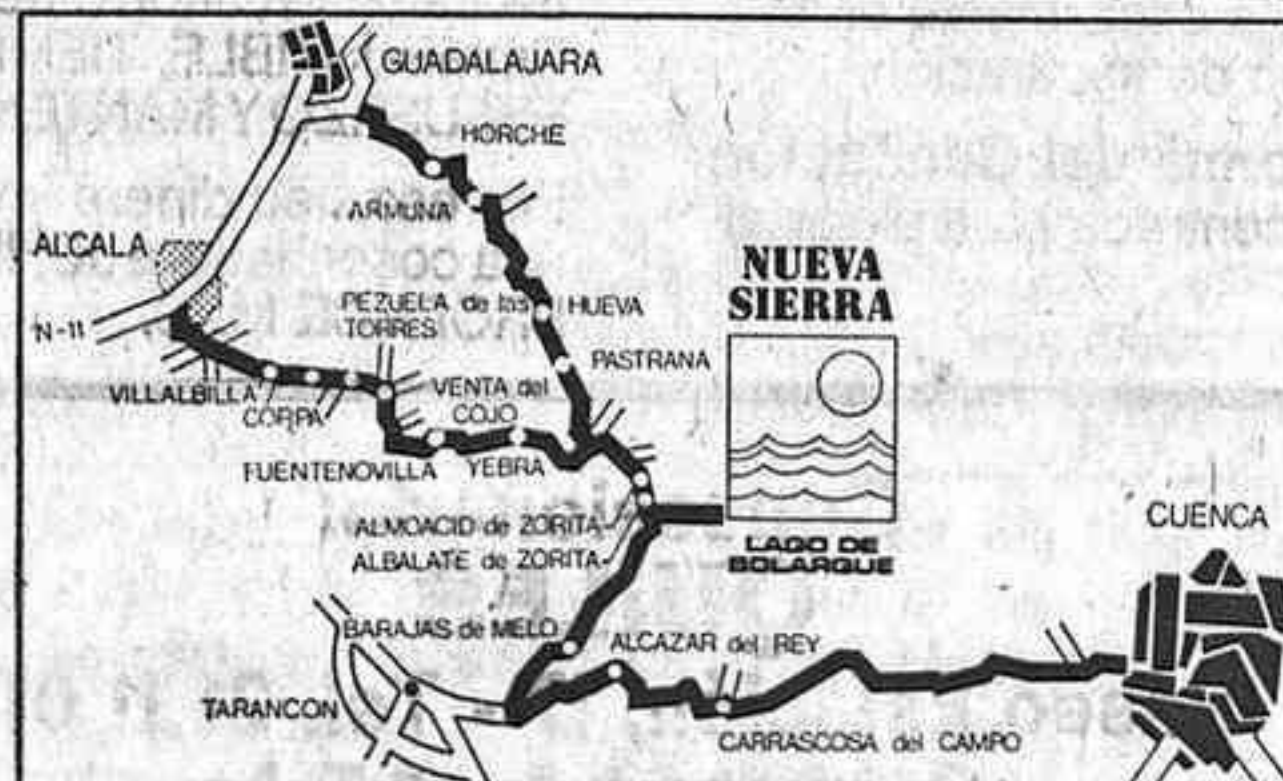 GUADALAJARA
HORCHE
ARMUNA
ALCALA
N-11
PEZUELA de las
TORRES
HUEVA
NUEVA
SIERRA
PASTRANA
VILLALBILLA
CORPA
VENTA del
COJO
FUENTENOVILLA
YEBRA
ALMOACID de ZORITA
ALBALATE de ZORITA
LAGO DE
BOLARQUE
CUENCA
BARAJAS de MELO
ALCAZAR del REY
TARANCON
CARRASCOSA del CAMPO